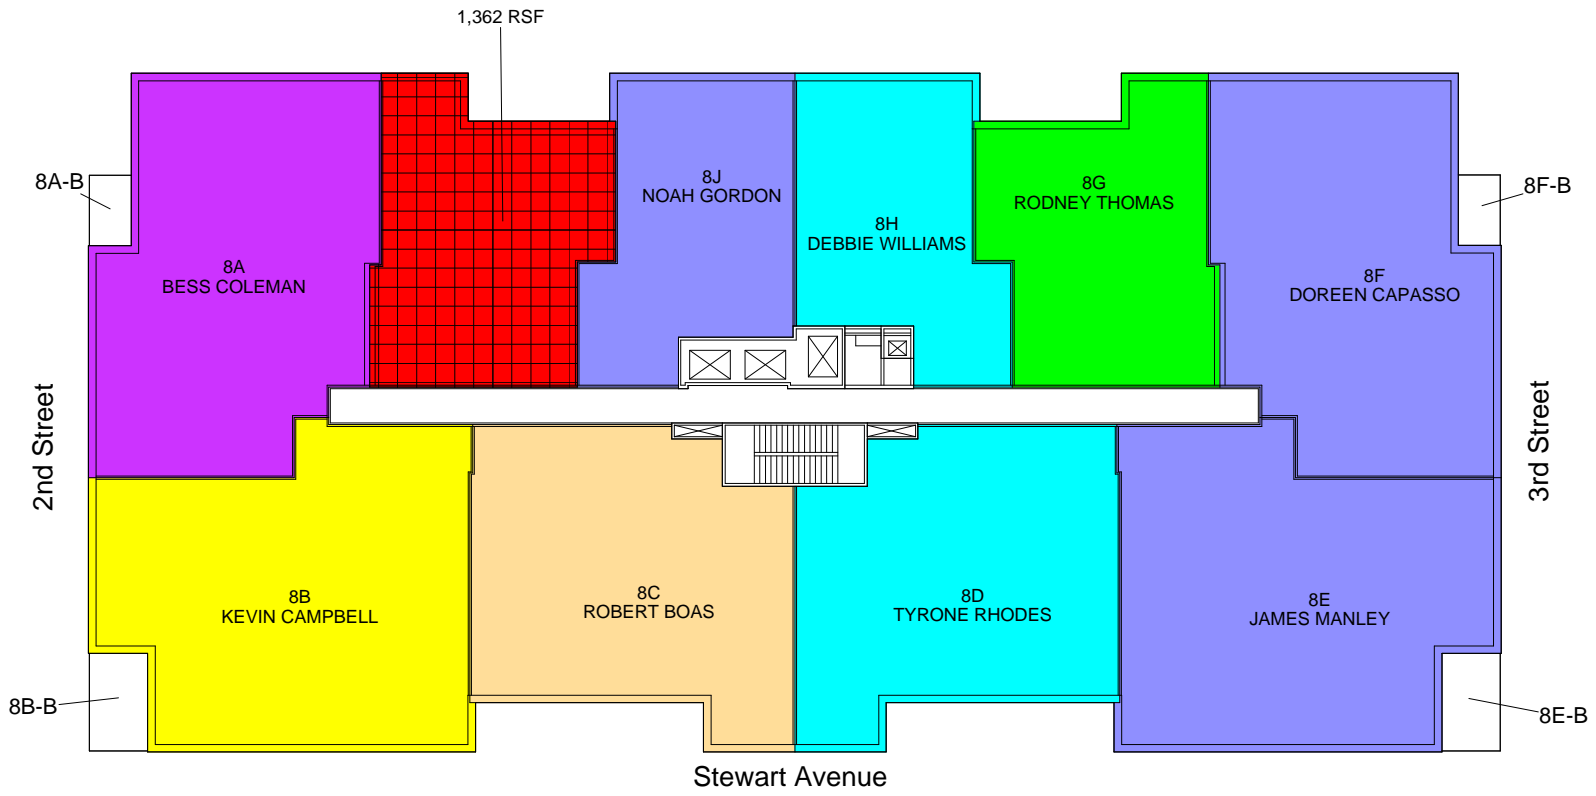 1,362 RSF
8A-B
8F-B
8J
NOAH GORDON
8G
RODNEY THOMAS
8H
DEBBIE WILLIAMS
8A
BESS COLEMAN
8F
DOREEN CAPASSO
2nd Street
3rd Street
8B
KEVIN CAMPBELL
8C
ROBERT BOAS
8D
TYRONE RHODES
8E
JAMES MANLEY
8B-B
8E-B
Stewart Avenue